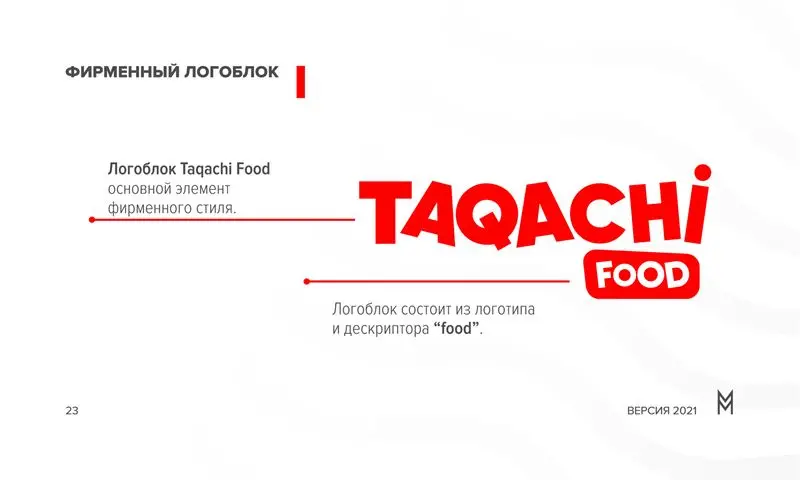 ФИРМЕННЫЙ ЛОГОБЛОК
Логоблок Taqachi Food
основной элемент
фирменного стиля.
TAQACHi
FOOD
Логоблок состоит из логотипа
и дескриптора “food”.
23
ВЕРСИЯ 2021